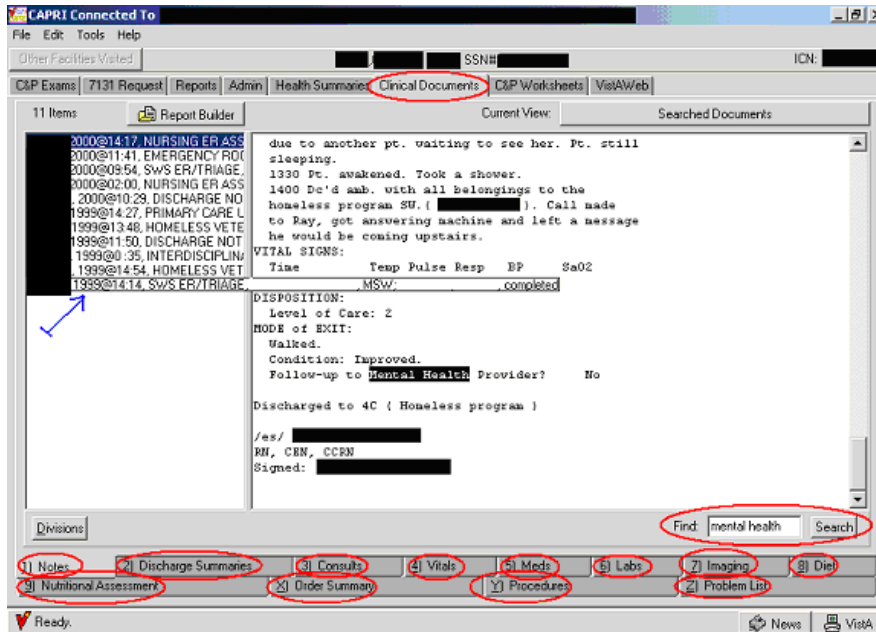 CAPRI Connected To
File Edit Tools Help
Other Facilities Visited SSN# ICN:
C&P Exams 7131 Request Reports Admin Health Summaries Clinical Documents C&P Worksheets VistAWeb
11 Items Report Builder Current View: Searched Documents
2000@14:17, NURSING ER ASS
2000@11:41, EMERGENCY ROO
2000@09:54, SWS ER/TRIAGE,
2000@02:00, NURSING ER ASS
, 2000@10:29, DISCHARGE NO
1999@14:27, PRIMARY CARE L
1999@13:48, HOMELESS VETE
1999@11:50, DISCHARGE NOT
, 1999@0:35, INTERDISCIPLIN
, 1999@14:54, HOMELESS VET
1999@14:14, SWS ER/TRIAGE, , MSW; , completed
due to another pt. waiting to see her. Pt. still
sleeping.
1330 Pt. awakened. Took a shower.
1400 Dc'd amb. with all belongings to the
homeless program SW.( ). Call made
to Ray, got answering machine and left a message
he would be coming upstairs.
VITAL SIGNS:
Time Temp Pulse Resp BP SaO2
DISPOSITION:
Level of Care: 2
MODE of EXIT:
Walked.
Condition: Improved.
Follow-up to Mental Health Provider? No
Discharged to 4C ( Homeless program )
/es/
RN, CEN, CCRN
Signed:
Divisions Find: mental health Search
1) Notes 2) Discharge Summaries 3) Consults 4) Vitals 5) Meds 6) Labs 7) Imaging 8) Diet
9) Nutritional Assessment X) Order Summary Y) Procedures Z) Problem List
Ready. News VistA